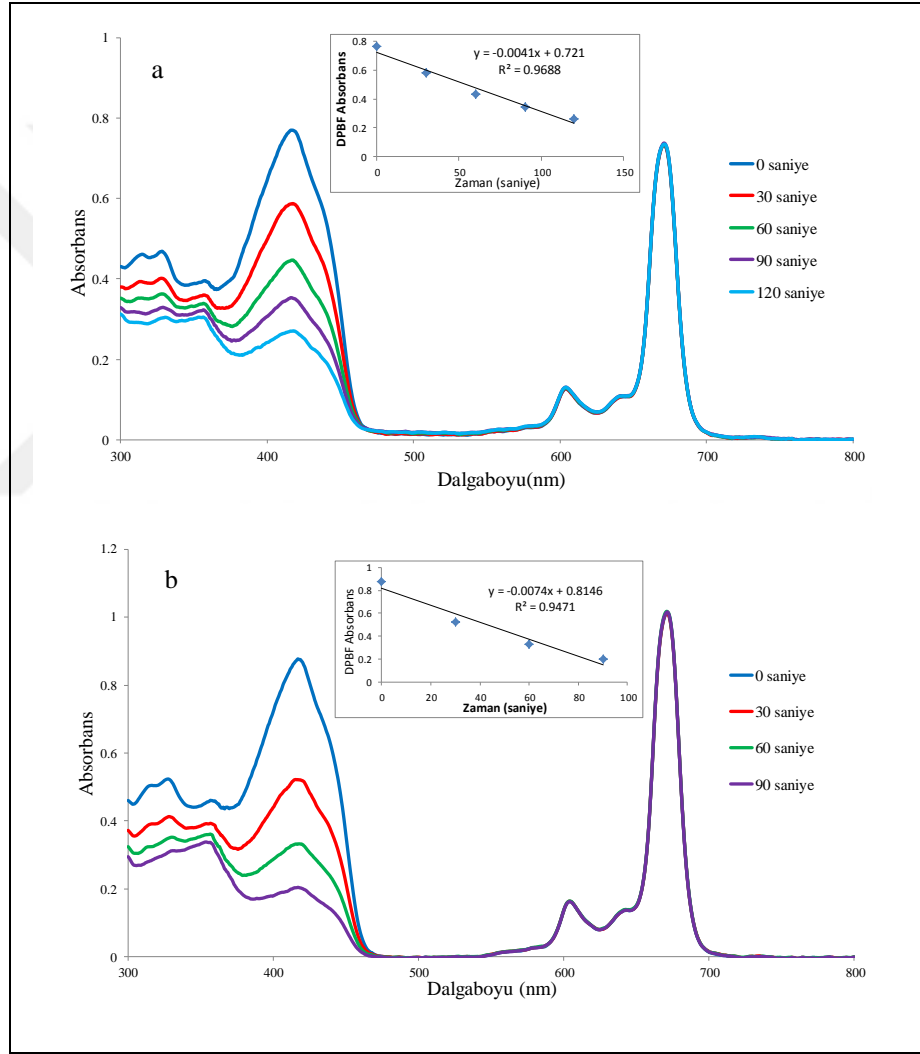 a
1
0.8
0.6
0.4
0.2
0
300
400
500
600
700
800
Absorbans
Dalgaboyu(nm)
0.8
0.6
0.4
0.2
0
0
50
100
150
DPBF Absorbans
Zaman (saniye)
y = -0.0041x + 0.721
R² = 0.9688
0 saniye
30 saniye
60 saniye
90 saniye
120 saniye
b
1.2
1
0.8
0.6
0.4
0.2
0
300
400
500
600
700
800
Absorbans
Dalgaboyu (nm)
1
0.8
0.6
0.4
0.2
0
0
20
40
60
80
100
DPBF Absorbans
Zaman (saniye)
y = -0.0074x + 0.8146
R² = 0.9471
0 saniye
30 saniye
60 saniye
90 saniye